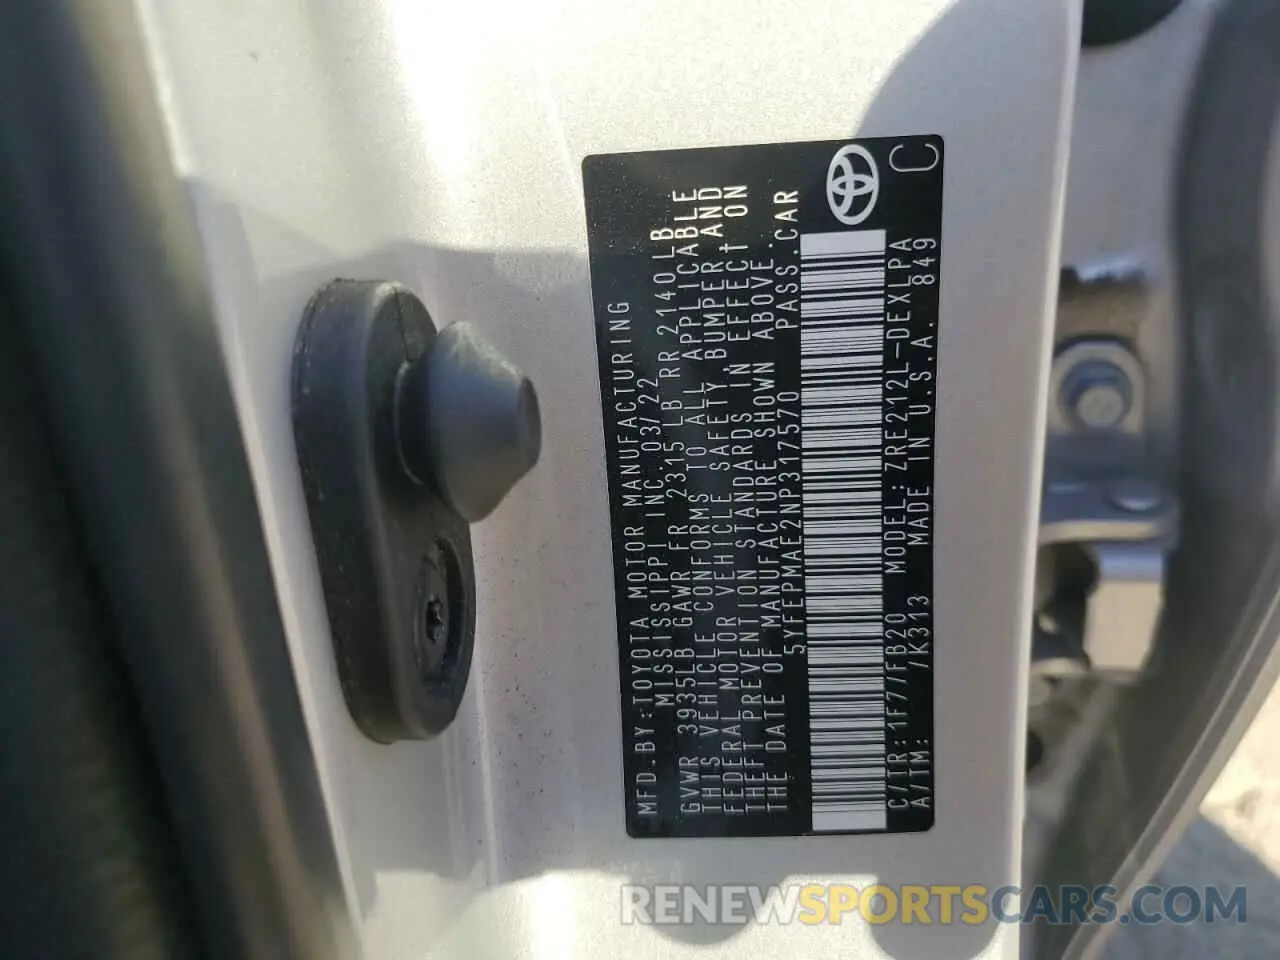 MFD.BY:TOYOTA MOTOR MANUFACTURING
MISSISSIPPI INC. 03/22
GVWR 3935LB GAWR FR 2315LB RR 2140LB
THIS VEHICLE CONFORMS TO ALL APPLICABLE
FEDERAL MOTOR VEHICLE SAFETY, BUMPER, AND
THEFT PREVENTION STANDARDS IN EFFECT ON
THE DATE OF MANUFACTURE SHOWN ABOVE.
5YFEPMAE2NP317570 PASS.CAR
C/TR: 1F7/FB20 MODEL: ZRE212L-DEXLPA
A/TM: /K313 MADE IN U.S.A. 849
C
RENEWSPORTSCARS.COM